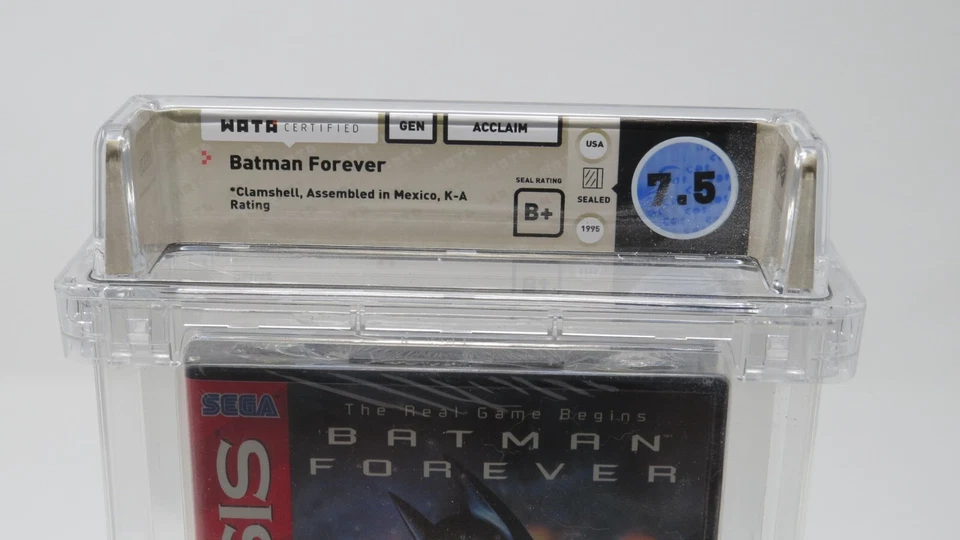 WATA CERTIFIED
GEN
ACCLAIM
Batman Forever
*Clamshell, Assembled in Mexico, K-A
Rating
SEAL RATING
B+
USA
SEALED
1995
7.5
SEGA
The Real Game Begins
BATMAN
FOREVER